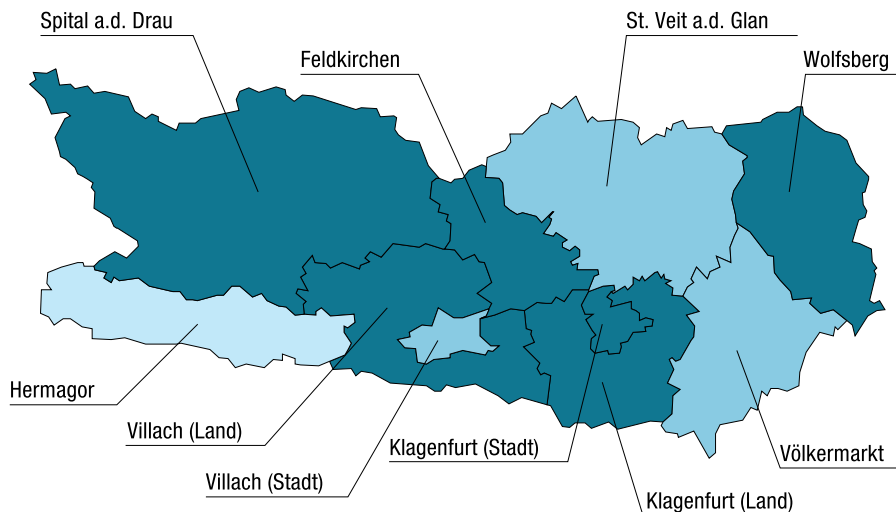 Spital a.d. Drau
St. Veit a.d. Glan
Feldkirchen
Wolfsberg
Hermagor
Villach (Land)
Klagenfurt (Stadt)
Völkermarkt
Villach (Stadt)
Klagenfurt (Land)